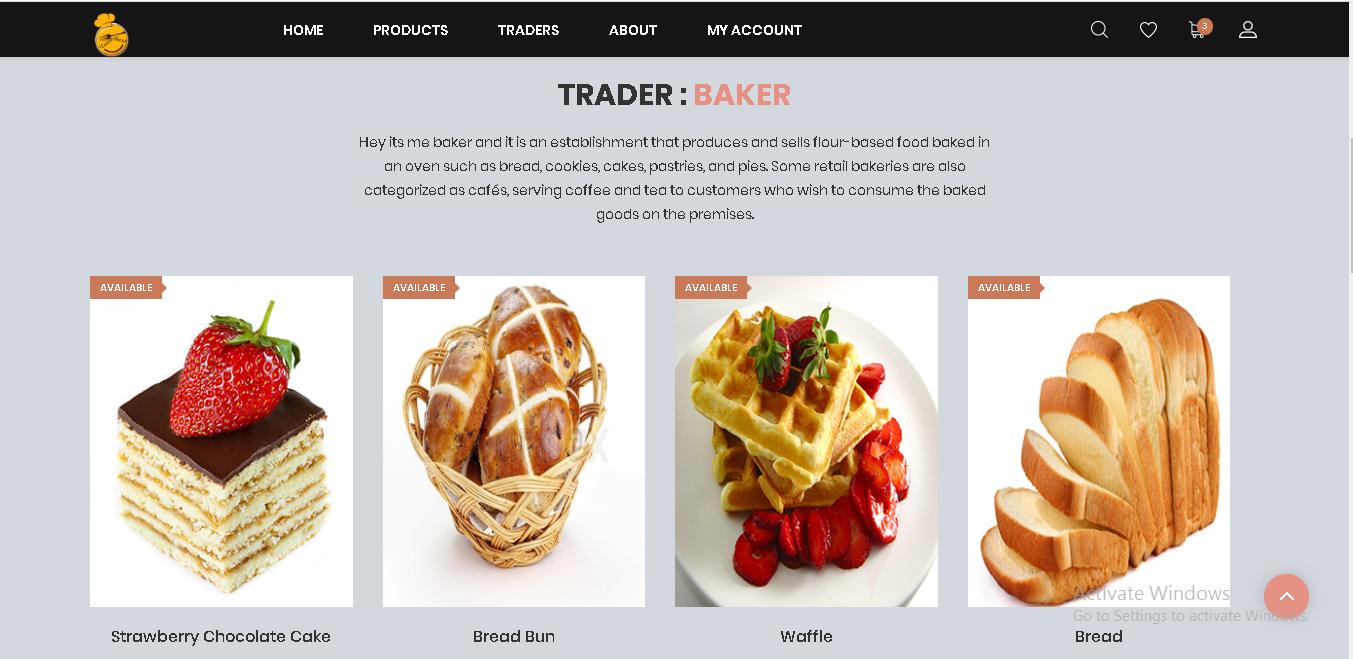 HOME PRODUCTS TRADERS ABOUT MY ACCOUNT 3
TRADER : BAKER
Hey its me baker and it is an establishment that produces and sells flour-based food baked in
an oven such as bread, cookies, cakes, pastries, and pies. Some retail bakeries are also
categorized as cafés, serving coffee and tea to customers who wish to consume the baked
goods on the premises.
AVAILABLE AVAILABLE AVAILABLE AVAILABLE
Activate Windows
Go to Settings to activate Windows.
Strawberry Chocolate Cake Bread Bun Waffle Bread